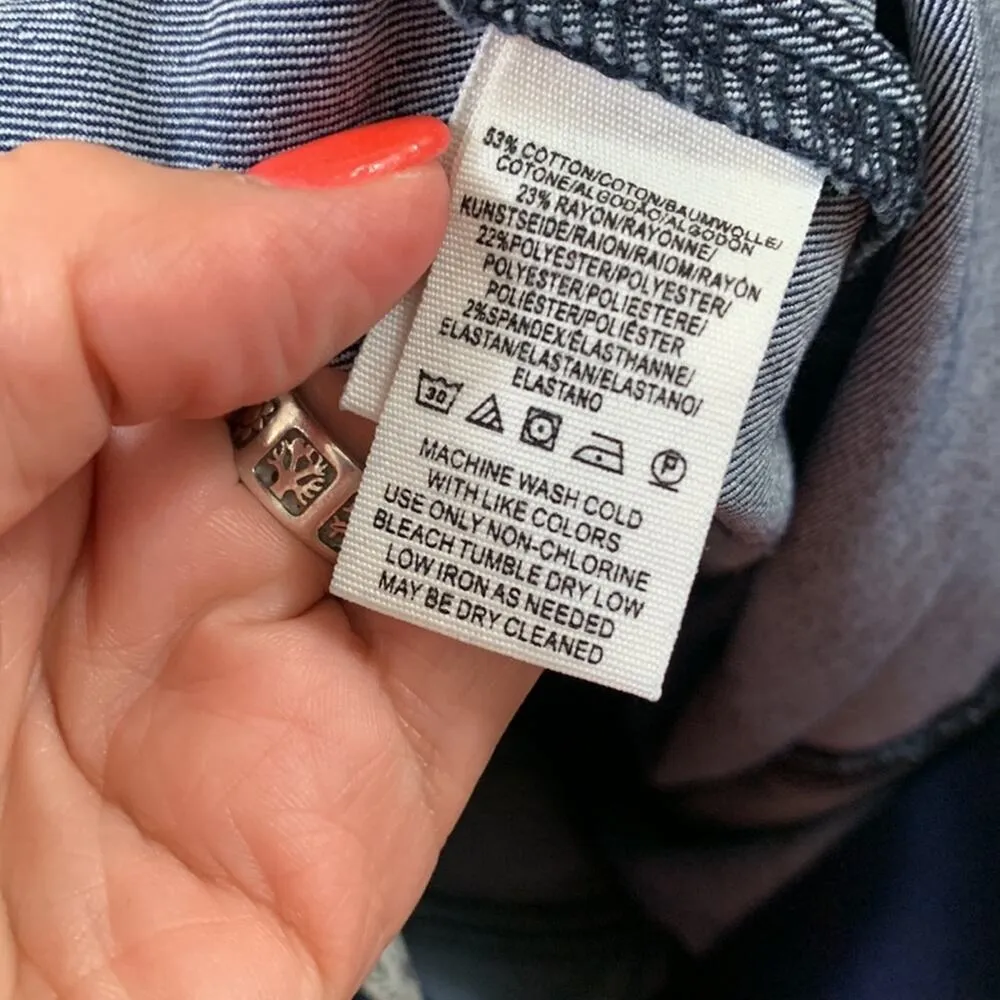 53% COTTON/COTON/BAUMWOLLE/
COTONE/ALGODÃO/ALGODÓN
23% RAYON/RAYONNE/
KUNSTSEIDE/RAION/RAIOM/RAYÓN
22%POLYESTER/POLYESTER/
POLYESTER/POLIESTERE/
POLIÉSTER/POLIÉSTER
2%SPANDEX/ÉLASTHANNE/
ELASTAN/ELASTAN/ELASTANO/
ELASTANO
30 P
MACHINE WASH COLD
WITH LIKE COLORS
USE ONLY NON-CHLORINE
BLEACH TUMBLE DRY LOW
LOW IRON AS NEEDED
MAY BE DRY CLEANED